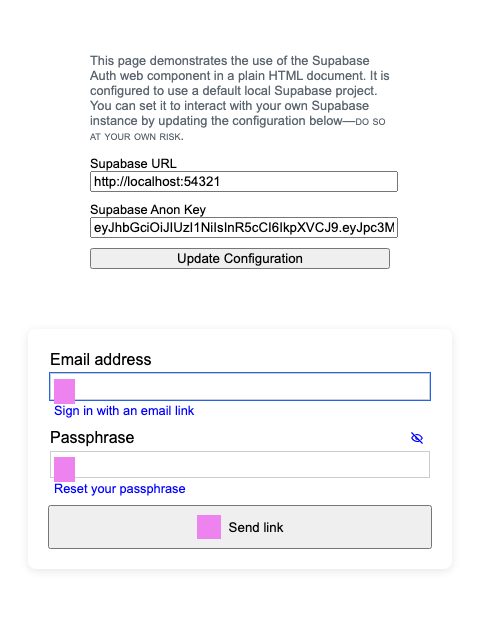 This page demonstrates the use of the Supabase
Auth web component in a plain HTML document. It is
configured to use a default local Supabase project.
You can set it to interact with your own Supabase
instance by updating the configuration below—DO SO
AT YOUR OWN RISK.
Supabase URL
http://localhost:54321
Supabase Anon Key
eyJhbGciOiJIUzI1NiIsInR5cCI6IkpXVCJ9.eyJpc3M
Update Configuration
Email address
Sign in with an email link
Passphrase
Reset your passphrase
Send link